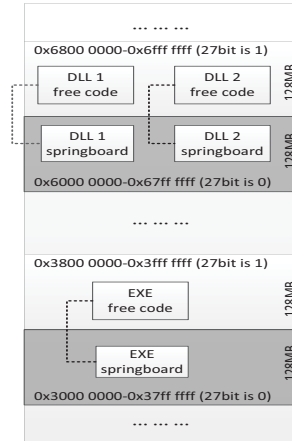 ... ... ...
0x6800 0000-0x6fff ffff (27bit is 1)
DLL 1
free code
DLL 2
free code
128MB
DLL 1
springboard
DLL 2
springboard
128MB
0x6000 0000-0x67ff ffff (27bit is 0)
... ... ...
0x3800 0000-0x3fff ffff (27bit is 1)
EXE
free code
128MB
EXE
springboard
128MB
0x3000 0000-0x37ff ffff (27bit is 0)
... ... ...